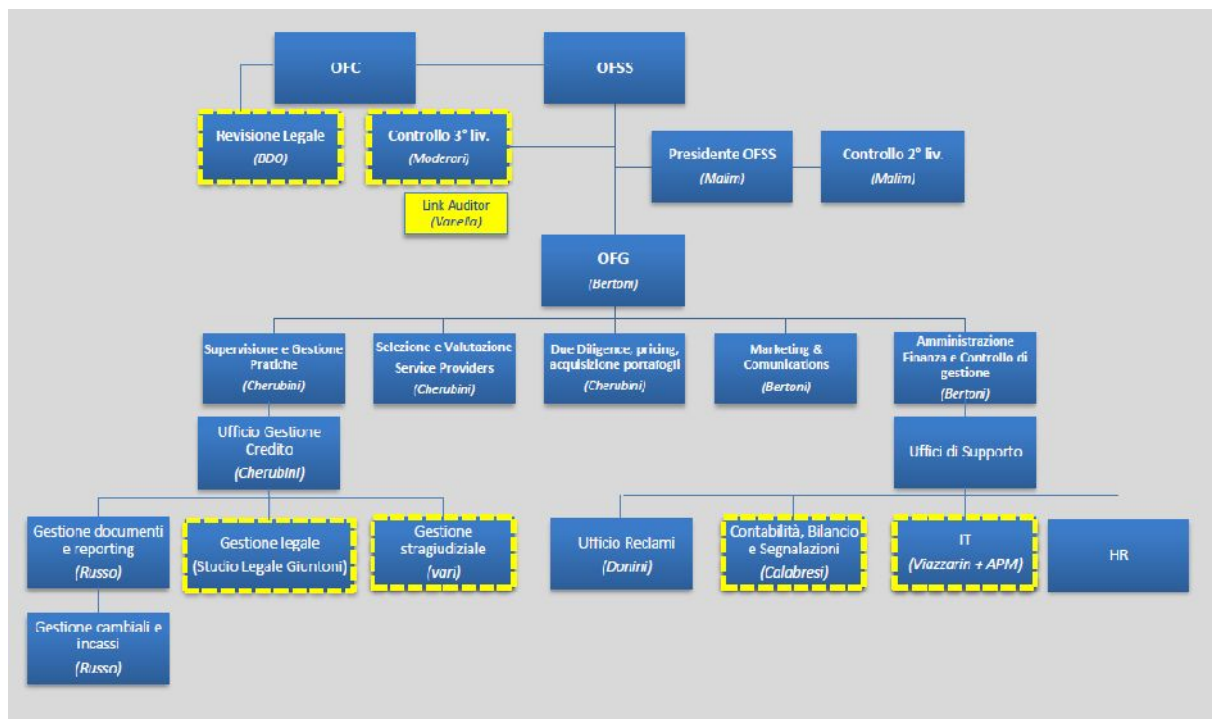 OFC
OFSS
Revisione Legale
(BDO)
Controllo 3° liv.
(Moderari)
Presidente OFSS
(Malim)
Controllo 2° liv.
(Malim)
Link Auditor
(Vanella)
OFG
(Bertoni)
Supervisione e Gestione
Pratiche
(Cherubini)
Selezione e Valutazione
Service Providers
(Cherubini)
Due Diligence, pricing,
acquisizione portafogli
(Cherubini)
Marketing &
Comunications
(Bertoni)
Amministrazione
Finanza e Controllo di
gestione
(Bertoni)
Ufficio Gestione
Credito
(Cherubini)
Uffici di Supporto
Gestione documenti
e reporting
(Russo)
Gestione legale
(Studio Legale Giuntoni)
Gestione
stragiudiziale
(vari)
Ufficio Reclami
(Donini)
Contabilità, Bilancio
e Segnalazioni
(Calabresi)
IT
(Viazzarin + APM)
HR
Gestione cambiali e
incassi
(Russo)